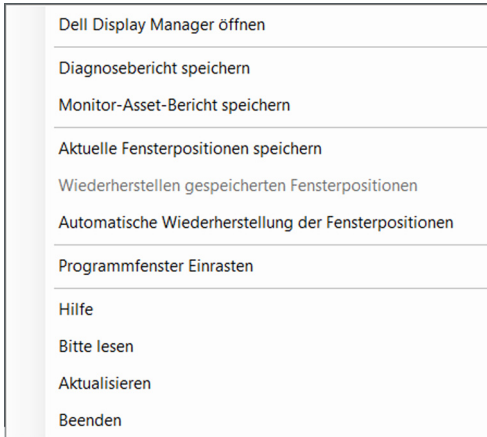 Dell Display Manager öffnen
Diagnosebericht speichern
Monitor-Asset-Bericht speichern
Aktuelle Fensterpositionen speichern
Wiederherstellen gespeicherten Fensterpositionen
Automatische Wiederherstellung der Fensterpositionen
Programmfenster Einrasten
Hilfe
Bitte lesen
Aktualisieren
Beenden